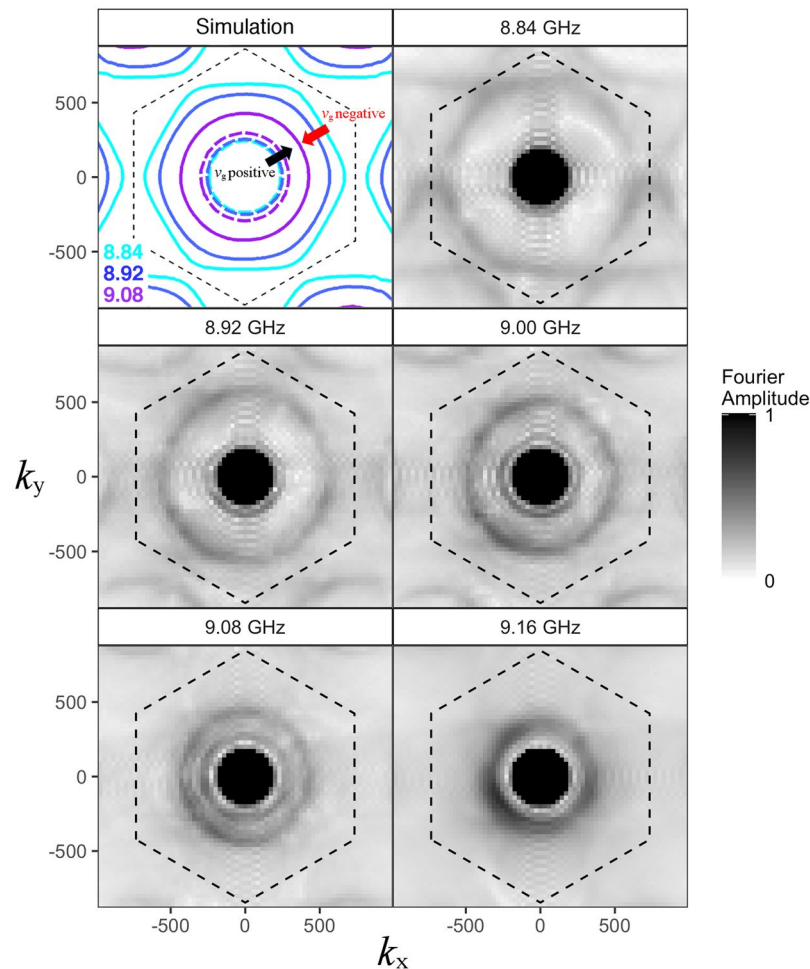 Simulation
8.84 GHz
500
0
-500
v_g negative
v_g positive
8.84
8.92
9.08
8.92 GHz
9.00 GHz
500
0
-500
k_y
Fourier
Amplitude
1
0
9.08 GHz
9.16 GHz
500
0
-500
-500 0 500
-500 0 500
k_x